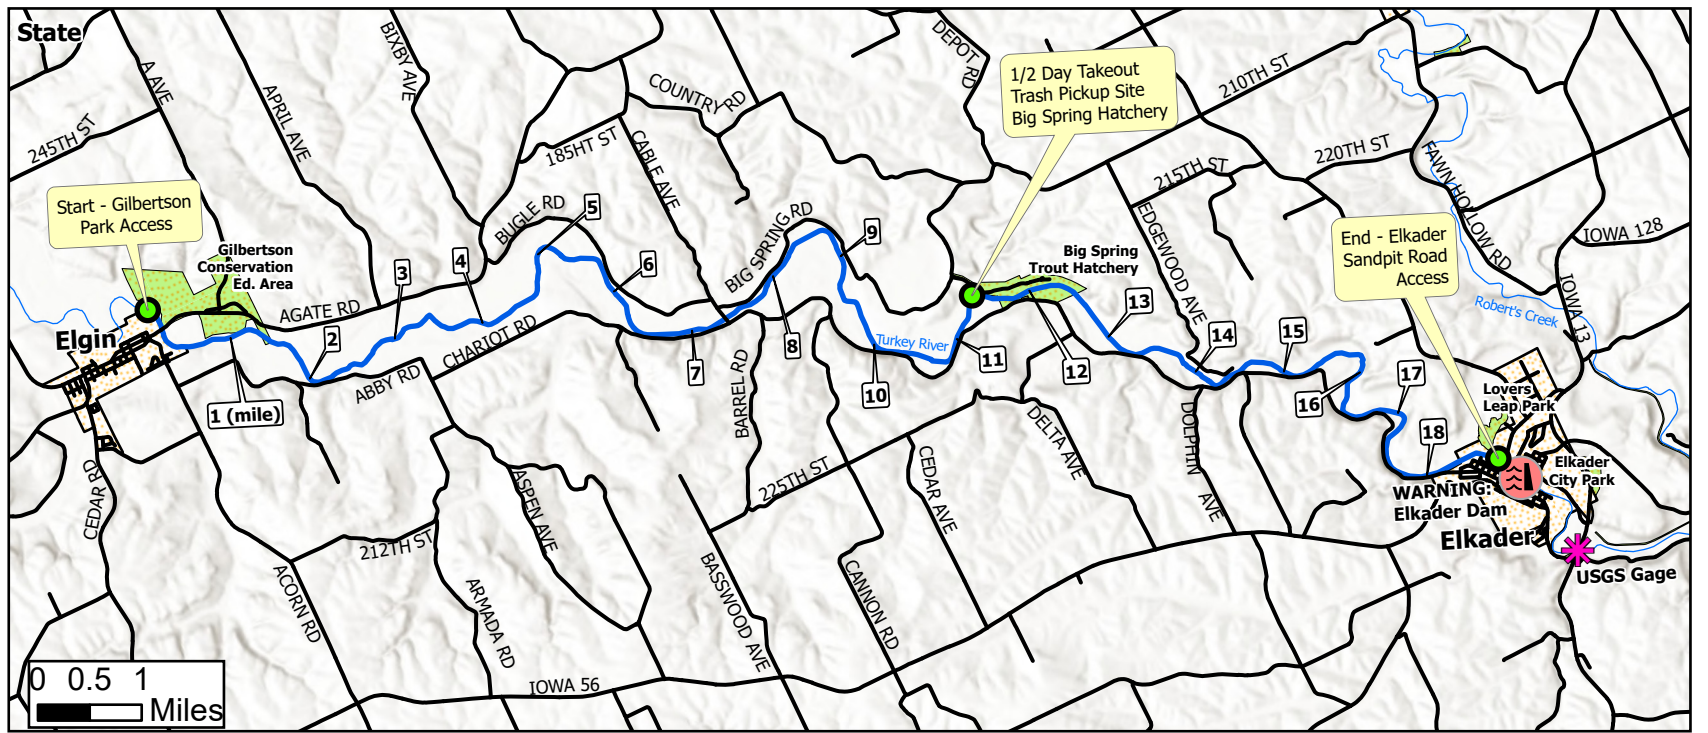 State
A AVE
BIXBY AVE
DEPOT RD
1/2 Day Takeout
Trash Pickup Site
Big Spring Hatchery
210TH ST
COUNTRY RD
APRIL AVE
245TH ST
185HT ST
CABLE AVE
220TH ST
215TH ST
FAWN HOLLOW RD
Start - Gilbertson
Park Access
BUGLE RD
5
BIG SPRING RD
9
EDGEWOOD AVE
IOWA 128
End - Elkader
Sandpit Road
Access
Gilbertson
Conservation
Ed. Area
3
4
6
Big Spring
Trout Hatchery
IOWA 13
Robert's Creek
AGATE RD
13
Elgin
2
CHARIOT RD
8
Turkey River
11
14
15
ABBY RD
7
10
12
16
17
1 (mile)
BARREL RD
DELTA AVE
DOLPHIN AVE
18
Lovers
Leap Park
CEDAR RD
ASPEN AVE
225TH ST
CEDAR AVE
Elkader
City Park
WARNING:
Elkader Dam
Elkader
212TH ST
USGS Gage
ACORN RD
ARMADA RD
BASSWOOD AVE
CANNON RD
IOWA 56
0 0.5 1
Miles